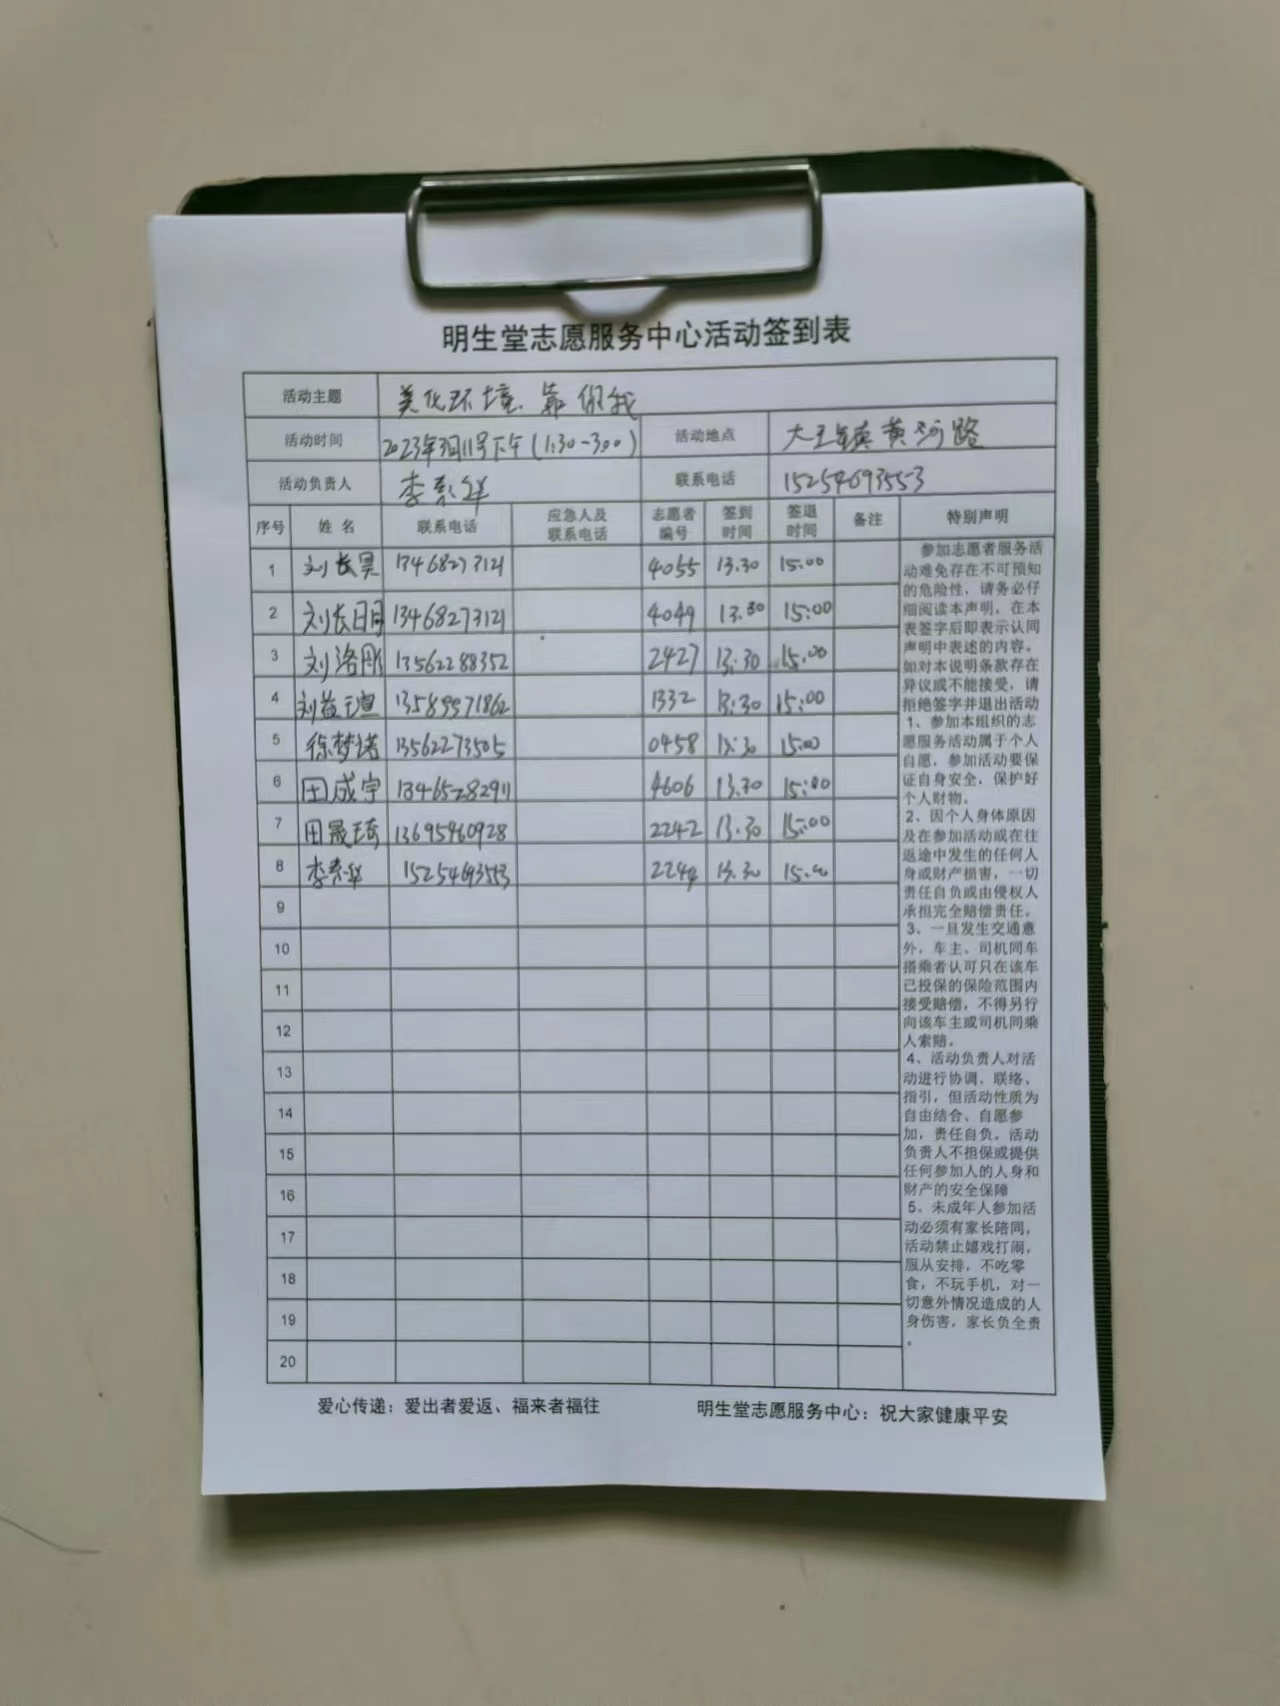 明生堂志愿服务中心活动签到表
活动主题 美化环境、靠你我
活动时间 2023年3月11号下午(1:30-3:00) 活动地点 大王镇黄河路
活动负责人 李素华 联系电话 15254693553
序号 姓名 联系电话 应急人及联系电话 志愿者编号 签到时间 签退时间 备注 特别声明
1 刘长昊 13468273121 4055 13.30 15:00
2 刘长明 13468273121 4049 13:30 15:00
3 刘洛彤 13562288352 2427 13:30 15:00
4 刘益瑄 13589971862 1332 13:30 15:00
5 徐梦诺 13562273505 0458 13:30 15:00
6 田成宇 13465282911 4606 13.30 15:00
7 田晟琦 13695460928 2242 13.30 15:00
8 李素华 15254693553 2244 13.30
9
10
11
12
13
14
15
16
17
18
19
20
参加志愿者服务活
动难免存在不可预知
的危险性，请务必仔
细阅读本声明，在本
表签字后即表示认同
声明中表述的内容。
如对本说明条款存在
异议或不能接受，请
拒绝签字并退出活动
1、参加本组织的志
愿服务活动属于个人
自愿，参加活动要保
证自身安全，保护好
个人财物。
2、因个人身体原因
及在参加活动或在往
返途中发生的任何人
身或财产损害，一切
责任自负或由侵权人
承担完全赔偿责任。
3、一旦发生交通意
外，车主、司机同车
搭乘者认可只在该车
已投保的保险范围内
接受赔偿，不得另行
向该车主或司机同乘
人索赔。
4、活动负责人对活
动进行协调、联络、
指引，但活动性质为
自由结合、自愿参
加，责任自负。活动
负责人不担保或提供
任何参加人的人身和
财产的安全保障
5、未成年人参加活
动必须有家长陪同，
活动禁止嬉戏打闹，
服从安排，不吃零
食，不玩手机，对一
切意外情况造成的人
身伤害，家长负全责
。
爱心传递：爱出者爱返、福来者福往 明生堂志愿服务中心：祝大家健康平安